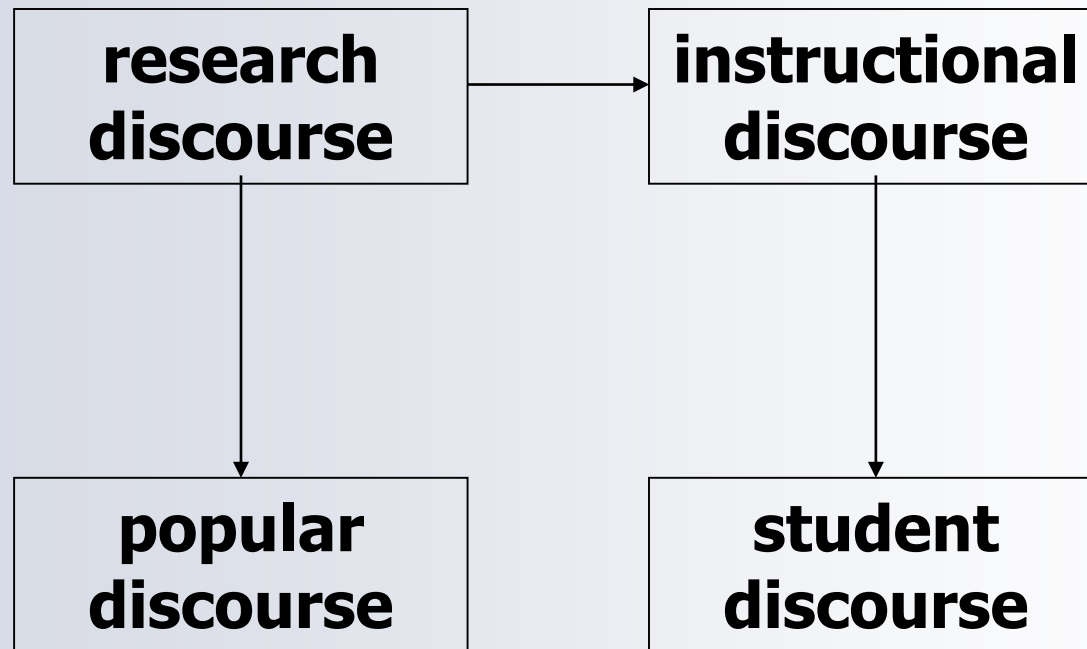 research
discourse
instructional
discourse
popular
discourse
student
discourse